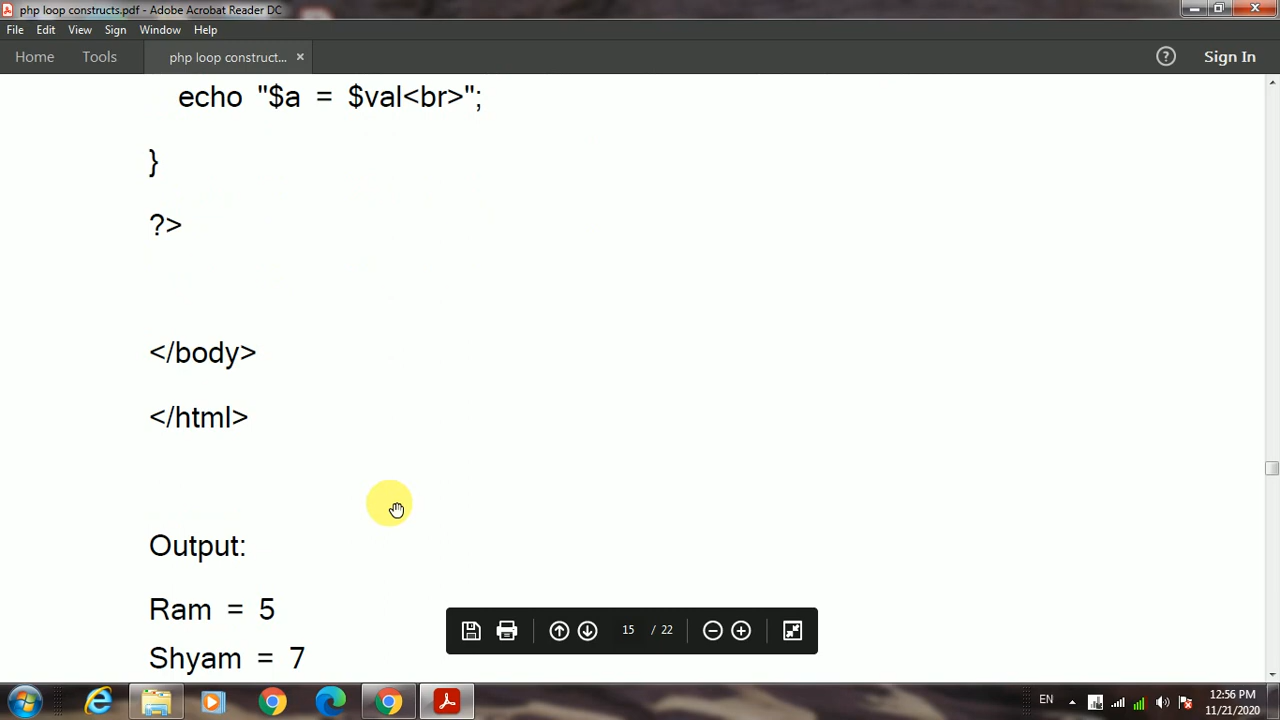 php loop constructs.pdf - Adobe Acrobat Reader DC
File Edit View Sign Window Help
Home Tools php loop construct... × ? Sign In
echo "$a = $val<br>";
}
?>
</body>
</html>
Output:
Ram = 5
Shyam = 7
15 / 22
EN 12:56 PM
11/21/2020